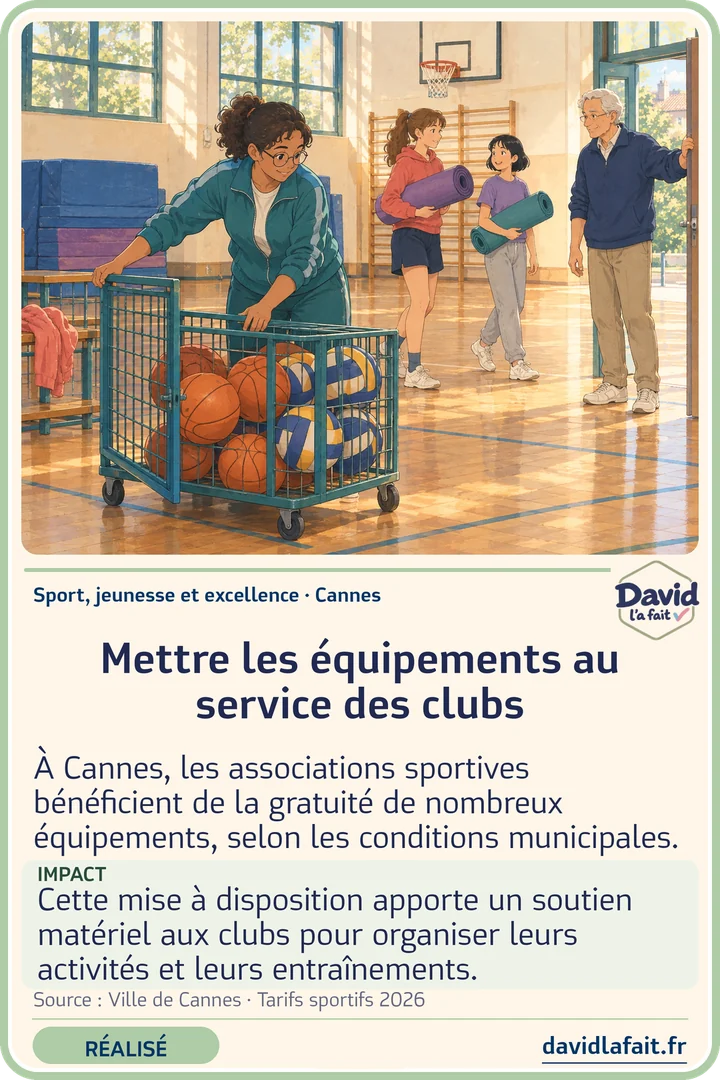 Sport, jeunesse et excellence · Cannes
David
l'a fait
Mettre les équipements au
service des clubs
À Cannes, les associations sportives
bénéficient de la gratuité de nombreux
équipements, selon les conditions municipales.
IMPACT
Cette mise à disposition apporte un soutien
matériel aux clubs pour organiser leurs
activités et leurs entraînements.
Source : Ville de Cannes · Tarifs sportifs 2026
RÉALISÉ
davidlafait.fr